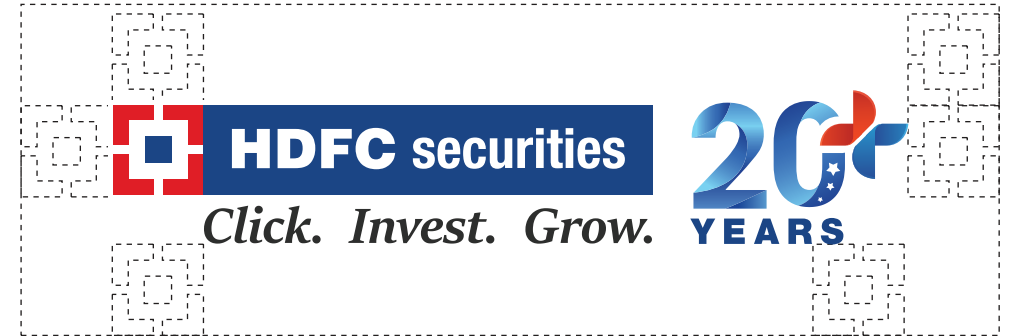 HDFC securities
Click. Invest. Grow.
20+
YEARS